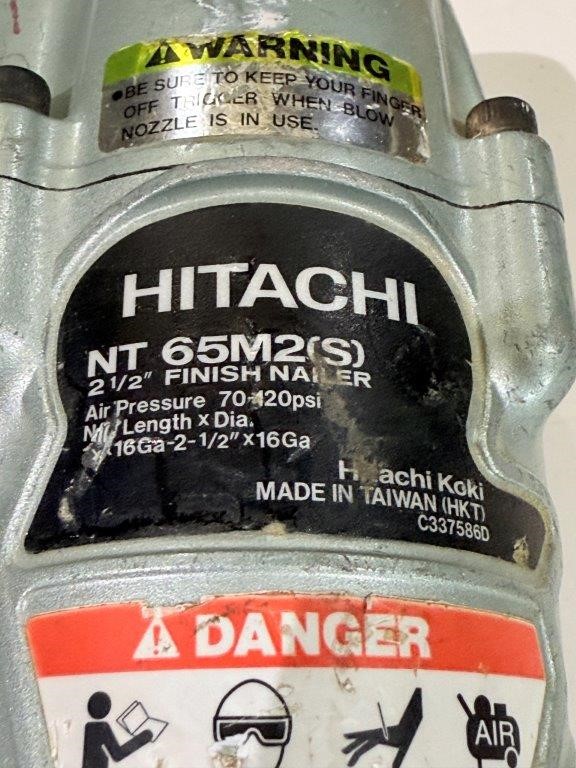 ⚠WARNING
•BE SURE TO KEEP YOUR FINGER
OFF TRIGGER WHEN BLOW
NOZZLE IS IN USE.
HITACHI
NT 65M2(S)
2 1/2" FINISH NAILER
Air Pressure 70-120psi
Nail Length x Dia.
x16Ga-2-1/2"x16Ga
Hitachi Koki
MADE IN TAIWAN (HKT)
C337586D
⚠ DANGER
AIR